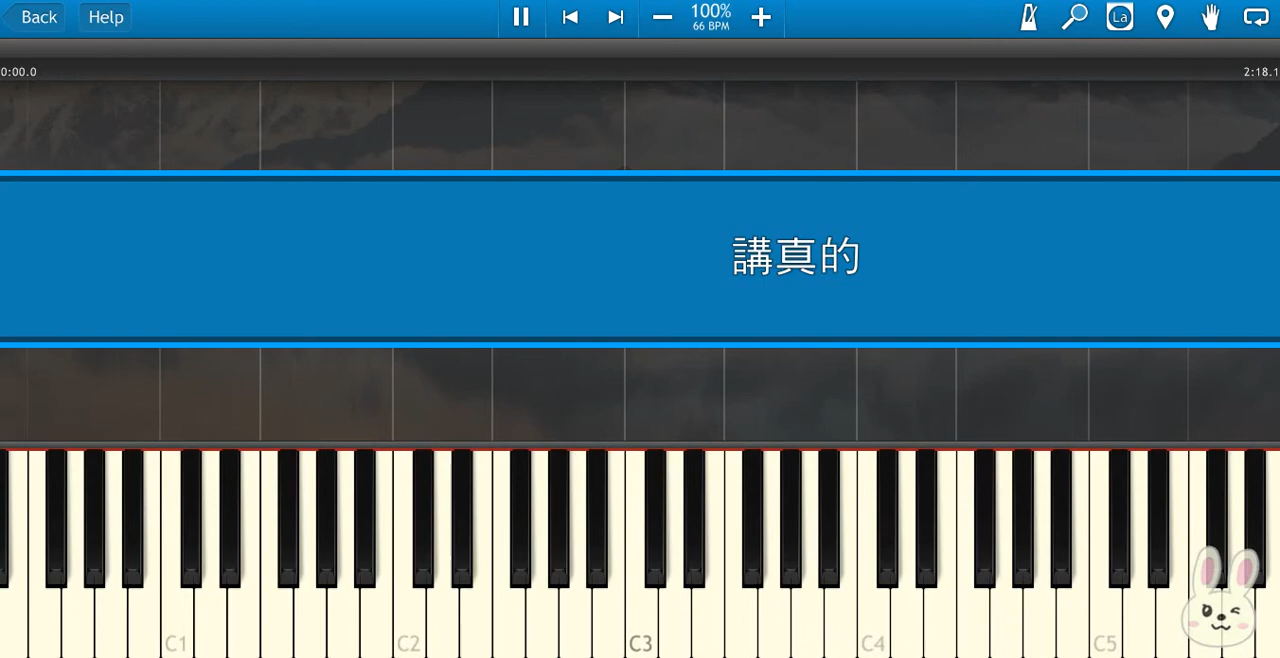 Back Help 100% La
66 BPM
0:00.0 2:18.1
講真的
C1 C2 C3 C4 C5